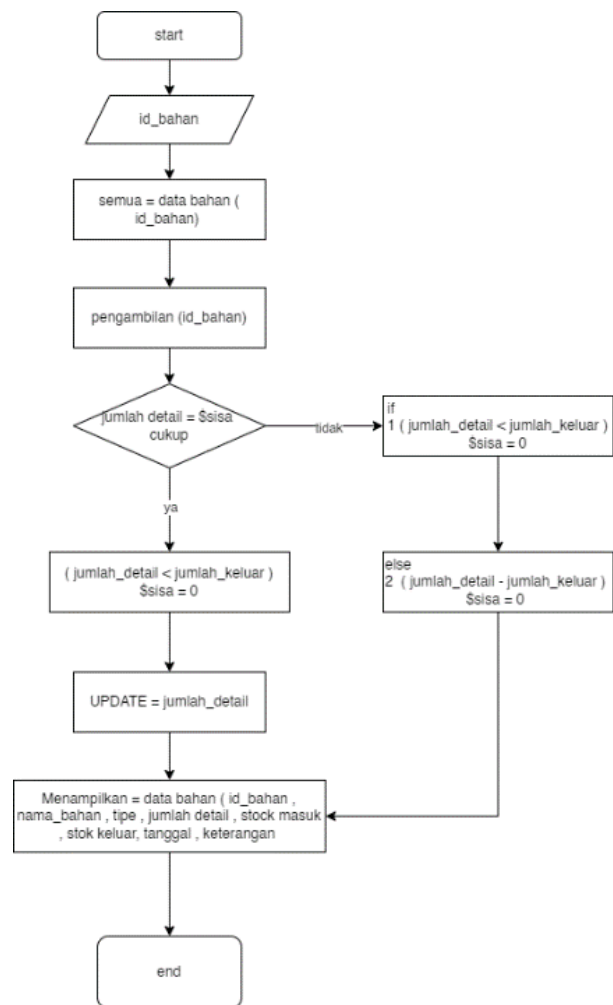 start
id_bahan
semua = data bahan (
id_bahan)
pengambilan (id_bahan)
jumlah detail = $sisa
cukup
tidak
if
1 ( jumlah_detail < jumlah_keluar )
$sisa = 0
ya
( jumlah_detail < jumlah_keluar )
$sisa = 0
else
2 ( jumlah_detail - jumlah_keluar )
$sisa = 0
UPDATE = jumlah_detail
Menampilkan = data bahan ( id_bahan ,
nama_bahan , tipe , jumlah detail , stock masuk
, stok keluar, tanggal , keterangan
end